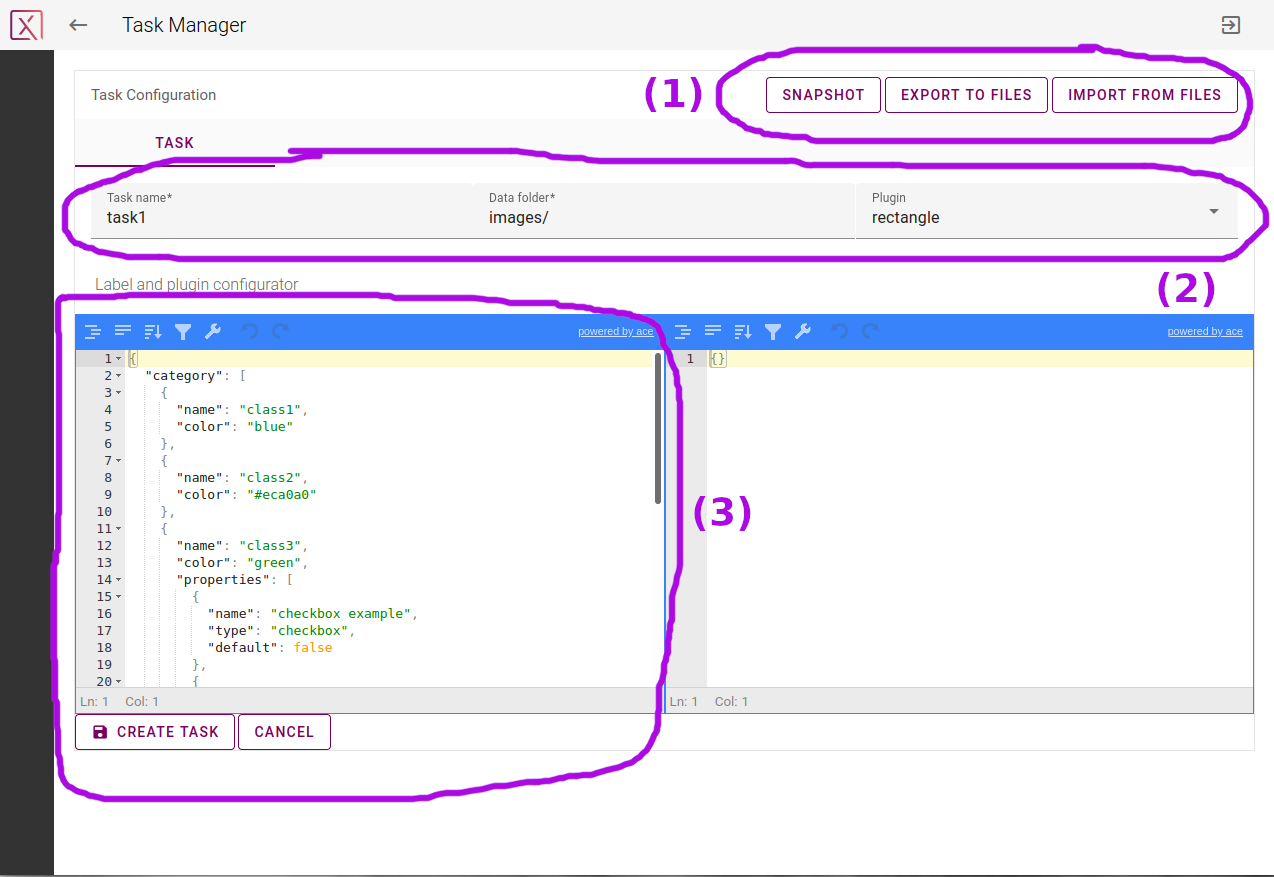 Task Manager
(1)
Task Configuration
SNAPSHOT
EXPORT TO FILES
IMPORT FROM FILES
TASK
Task name*
task1
Data folder*
images/
Plugin
rectangle
(2)
Label and plugin configurator
powered by ace
powered by ace
1 {
2 "category": [
3 {
4 "name": "class1",
5 "color": "blue"
6 },
7 {
8 "name": "class2",
9 "color": "#eca0a0"
10 },
11 {
12 "name": "class3",
13 "color": "green",
14 "properties": [
15 {
16 "name": "checkbox example",
17 "type": "checkbox",
18 "default": false
19 },
20 {
Ln: 1 Col: 1
1 {}
(3)
Ln: 1 Col: 1
CREATE TASK
CANCEL